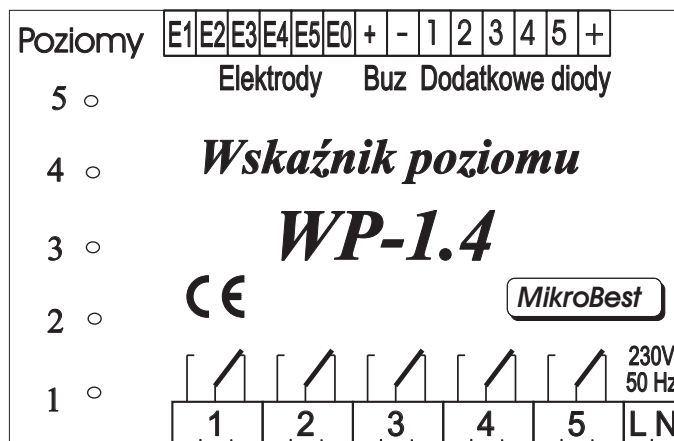 Poziomy E1 E2 E3 E4 E5 E0 + - 1 2 3 4 5 +
Elektrody Buz Dodatkowe diody
5
4
Wskaźnik poziomu
3
WP-1.4
CE
MikroBest
2
230V
50 Hz
1
1 2 3 4 5 L N